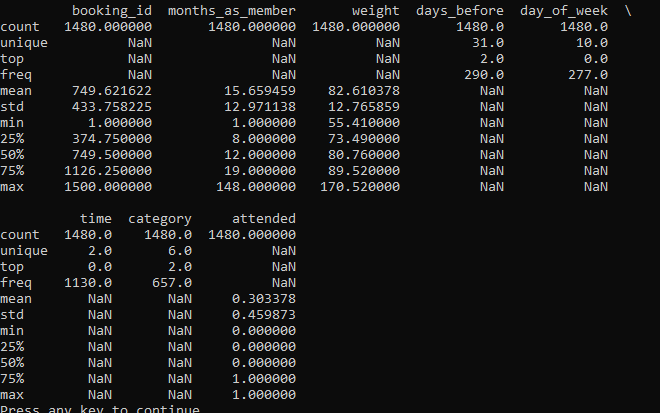 booking_id months_as_member weight days_before day_of_week \
count 1480.000000 1480.000000 1480.000000 1480.0 1480.0
unique NaN NaN NaN 31.0 10.0
top NaN NaN NaN 2.0 0.0
freq NaN NaN NaN 290.0 277.0
mean 749.621622 15.659459 82.610378 NaN NaN
std 433.758225 12.971138 12.765859 NaN NaN
min 1.000000 1.000000 55.410000 NaN NaN
25% 374.750000 8.000000 73.490000 NaN NaN
50% 749.500000 12.000000 80.760000 NaN NaN
75% 1126.250000 19.000000 89.520000 NaN NaN
max 1500.000000 148.000000 170.520000 NaN NaN
time category attended
count 1480.0 1480.0 1480.000000
unique 2.0 6.0 NaN
top 0.0 2.0 NaN
freq 1130.0 657.0 NaN
mean NaN NaN 0.303378
std NaN NaN 0.459873
min NaN NaN 0.000000
25% NaN NaN 0.000000
50% NaN NaN 0.000000
75% NaN NaN 1.000000
max NaN NaN 1.000000
Press any key to continue